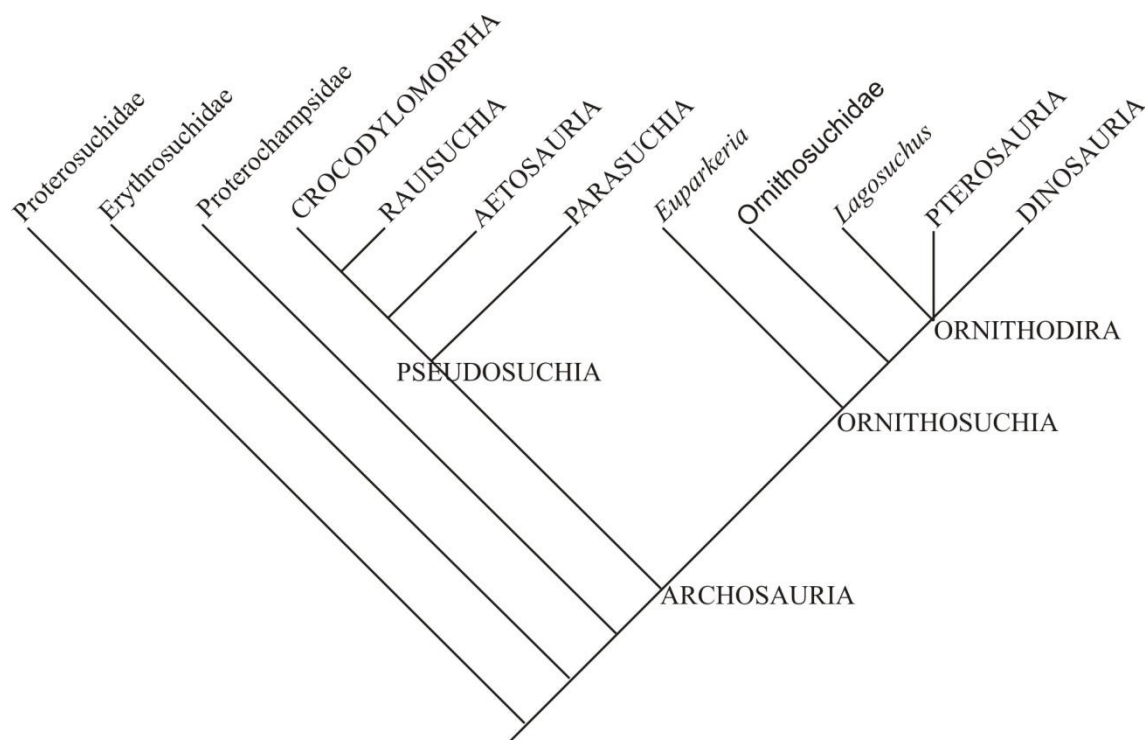 Proterosuchidae
Erythrosuchidae
Proterochampsidae
CROCODYLOMORPHA
RAUISUCHIA
AETOSAURIA
PARASUCHIA
Euparkeria
Ornithosuchidae
Lagosuchus
PTEROSAURIA
DINOSAURIA
ORNITHODIRA
PSEUDOSUCHIA
ORNITHOSUCHIA
ARCHOSAURIA